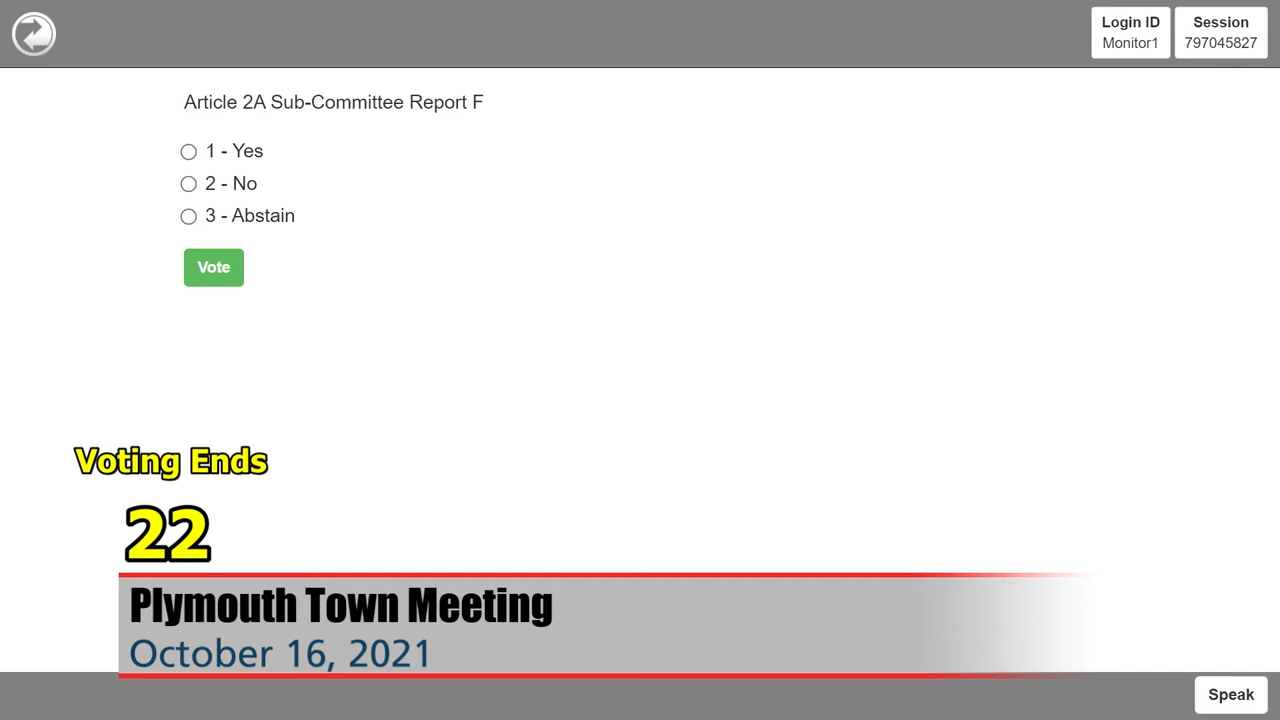 Login ID
Monitor1
Session
797045827
Article 2A Sub-Committee Report F
1 - Yes
2 - No
3 - Abstain
Vote
Voting Ends
22
Plymouth Town Meeting
October 16, 2021
Speak